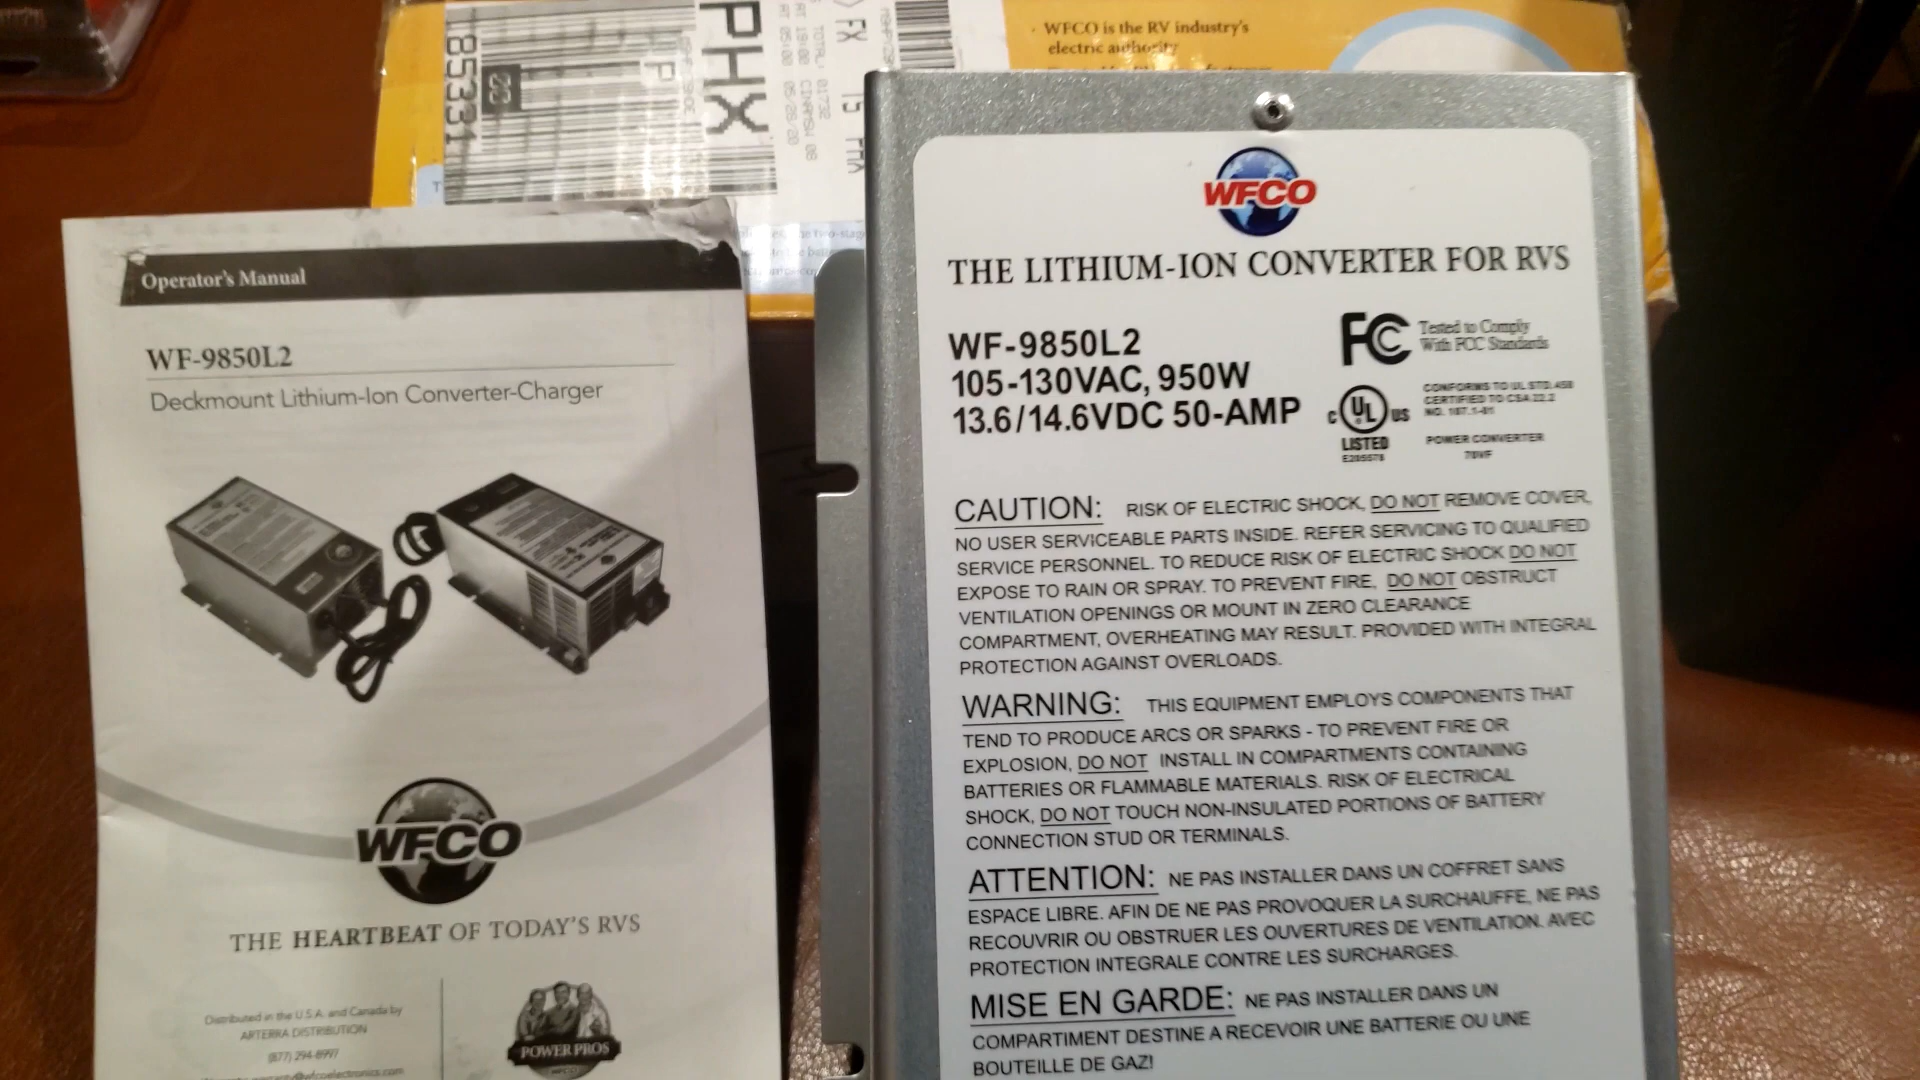 WFCO is the RV industry's
electric authority
85331
PHX
FX
Operator's Manual
WF-9850L2
Deckmount Lithium-Ion Converter-Charger
WFCO
THE HEARTBEAT OF TODAY'S RVS
Distributed in the U.S.A. and Canada by
ARTERRA DISTRIBUTION
(877) 294-8997
POWER PROS
WFCO
WFCO
THE LITHIUM-ION CONVERTER FOR RVS
WF-9850L2
105-130VAC, 950W
13.6/14.6VDC 50-AMP
FC Tested to Comply
With FCC Standards
C UL US
LISTED
E205578
CONFORMS TO UL STD.458
CERTIFIED TO CSA 22.2
NO. 107.1-01
POWER CONVERTER
78VF
CAUTION: RISK OF ELECTRIC SHOCK, DO NOT REMOVE COVER,
NO USER SERVICEABLE PARTS INSIDE. REFER SERVICING TO QUALIFIED
SERVICE PERSONNEL. TO REDUCE RISK OF ELECTRIC SHOCK DO NOT
EXPOSE TO RAIN OR SPRAY. TO PREVENT FIRE, DO NOT OBSTRUCT
VENTILATION OPENINGS OR MOUNT IN ZERO CLEARANCE
COMPARTMENT, OVERHEATING MAY RESULT. PROVIDED WITH INTEGRAL
PROTECTION AGAINST OVERLOADS.
WARNING: THIS EQUIPMENT EMPLOYS COMPONENTS THAT
TEND TO PRODUCE ARCS OR SPARKS - TO PREVENT FIRE OR
EXPLOSION, DO NOT INSTALL IN COMPARTMENTS CONTAINING
BATTERIES OR FLAMMABLE MATERIALS. RISK OF ELECTRICAL
SHOCK, DO NOT TOUCH NON-INSULATED PORTIONS OF BATTERY
CONNECTION STUD OR TERMINALS.
ATTENTION: NE PAS INSTALLER DANS UN COFFRET SANS
ESPACE LIBRE. AFIN DE NE PAS PROVOQUER LA SURCHAUFFE, NE PAS
RECOUVRIR OU OBSTRUER LES OUVERTURES DE VENTILATION. AVEC
PROTECTION INTEGRALE CONTRE LES SURCHARGES.
MISE EN GARDE: NE PAS INSTALLER DANS UN
COMPARTIMENT DESTINE A RECEVOIR UNE BATTERIE OU UNE
BOUTEILLE DE GAZ!